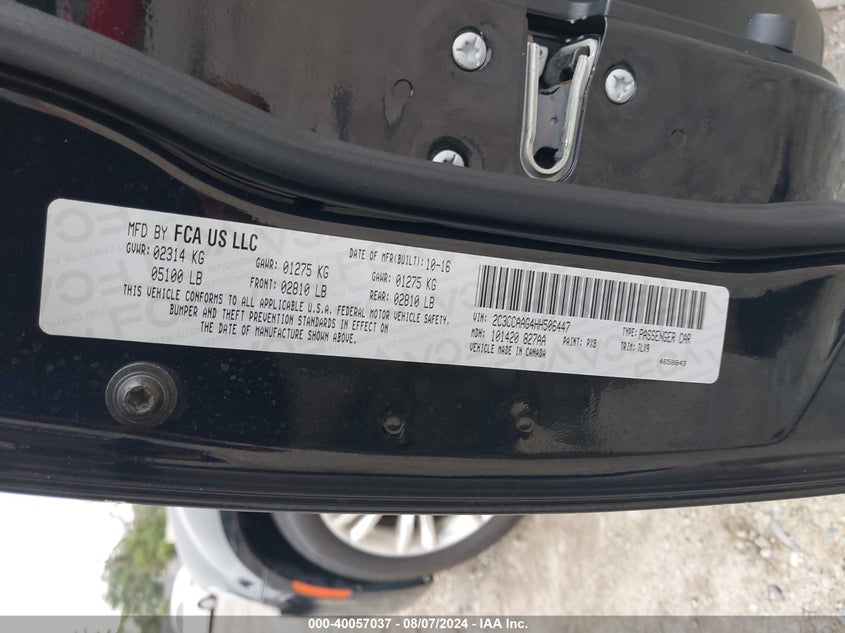 MFD BY FCA US LLC
DATE OF MFR(BUILT): 10-16
GVWR: 02314 KG GAWR: 01275 KG GAWR: 01275 KG
05100 LB FRONT: 02810 LB REAR: 02810 LB
THIS VEHICLE CONFORMS TO ALL APPLICABLE U.S.A. FEDERAL MOTOR VEHICLE SAFETY,
BUMPER AND THEFT PREVENTION STANDARDS IN EFFECT ON
THE DATE OF MANUFACTURE SHOWN ABOVE.
VIN: 2C3CCAAG4HH506447 TYPE: PASSENGER CAR
MDH: 101420 827AA PAINT: PX8 TRIM: TLX9
VEHICLE MADE IN CANADA 4658843
000-40057037 - 08/07/2024 - IAA Inc.